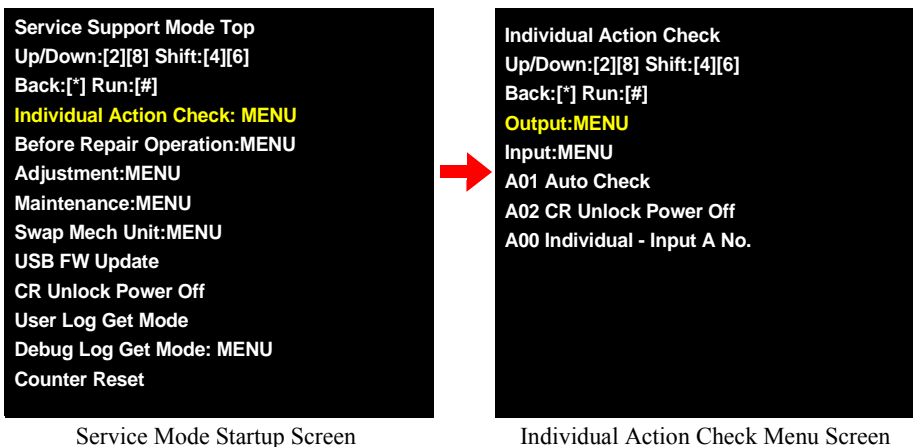 Service Support Mode Top
Up/Down:[2][8] Shift:[4][6]
Back:[*] Run:[#]
Individual Action Check: MENU
Before Repair Operation:MENU
Adjustment:MENU
Maintenance:MENU
Swap Mech Unit:MENU
USB FW Update
CR Unlock Power Off
User Log Get Mode
Debug Log Get Mode: MENU
Counter Reset
Service Mode Startup Screen
Individual Action Check
Up/Down:[2][8] Shift:[4][6]
Back:[*] Run:[#]
Output:MENU
Input:MENU
A01 Auto Check
A02 CR Unlock Power Off
A00 Individual - Input A No.
Individual Action Check Menu Screen